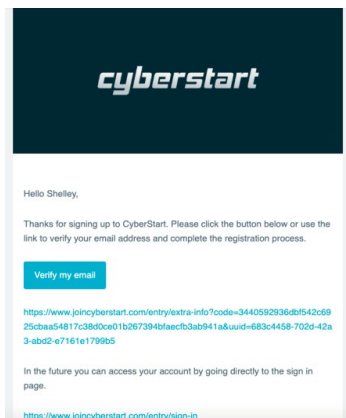 cyberstart
Hello Shelley,
Thanks for signing up to CyberStart. Please click the button below or use the
link to verify your email address and complete the registration process.
Verify my email
https://www.joincyberstart.com/entry/extra-info?code=3440592936dbf542c69
25cbaa54817c38d0ce01b267394bfaecfb3ab941a&uuid=683c4458-702d-42a
3-abd2-e7161e1799b5
In the future you can access your account by going directly to the sign in
page.
https://www.joincyberstart.com/entry/sign-in